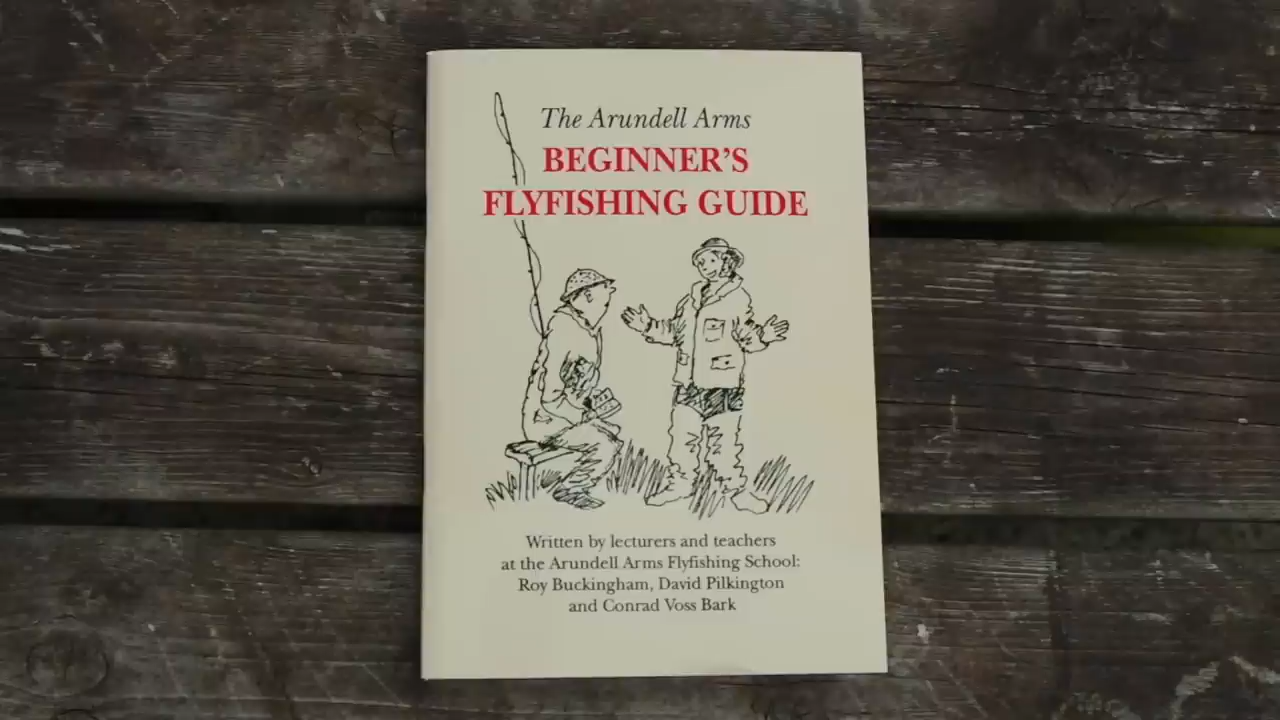 The Arundell Arms
BEGINNER'S
FLYFISHING GUIDE
Written by lecturers and teachers
at the Arundell Arms Flyfishing School:
Roy Buckingham, David Pilkington
and Conrad Voss Bark